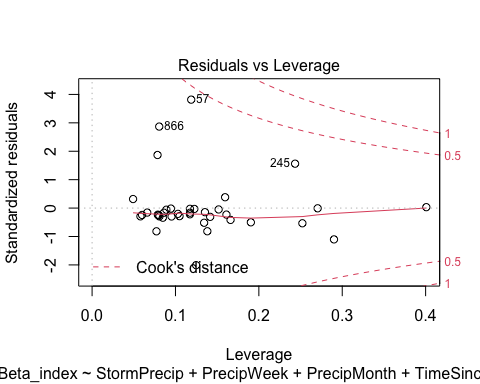 Residuals vs Leverage
Standardized residuals
4
3
2
1
0
-1
-2
57
866
245
1
0.5
0.5
1
Cook's distance
0.0 0.1 0.2 0.3 0.4
Leverage
Beta_index ~ StormPrecip + PrecipWeek + PrecipMonth + TimeSinc